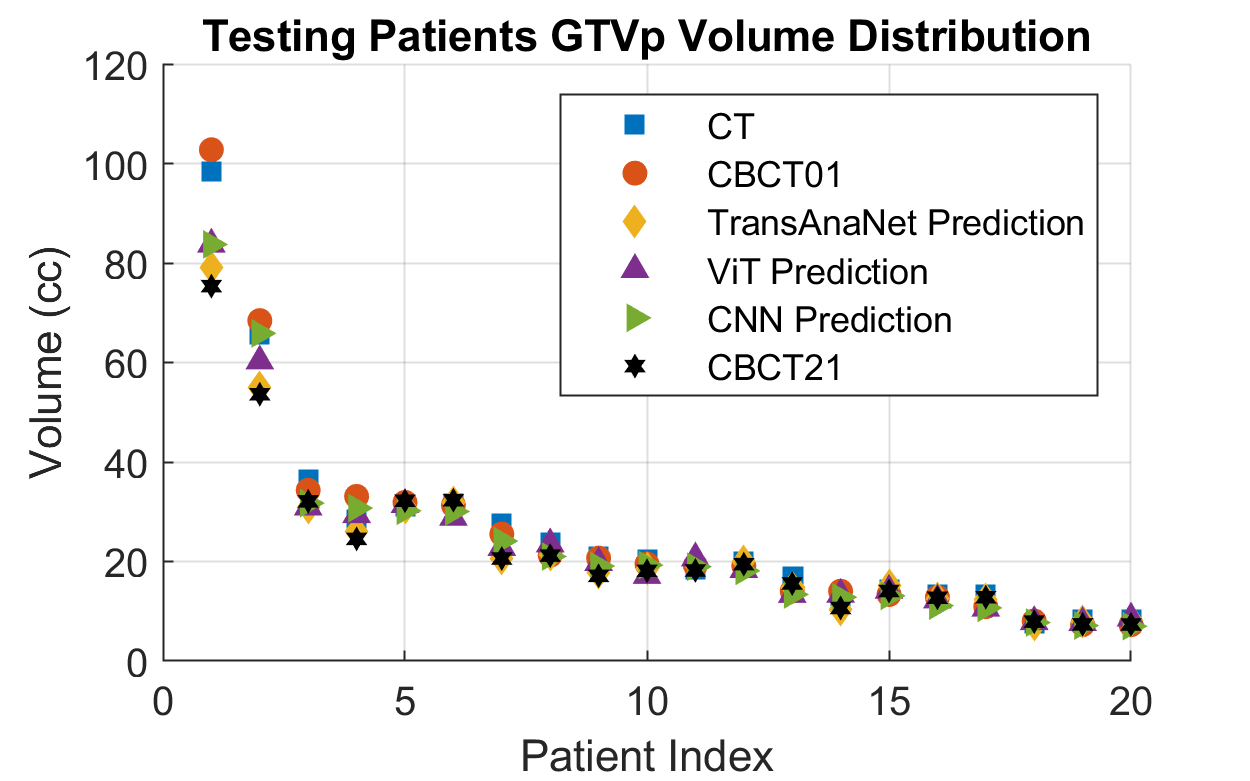 Testing Patients GTVp Volume Distribution
120
100
80
60
40
20
0
Volume (cc)
CT
CBCT01
TransAnaNet Prediction
ViT Prediction
CNN Prediction
CBCT21
0 5 10 15 20
Patient Index